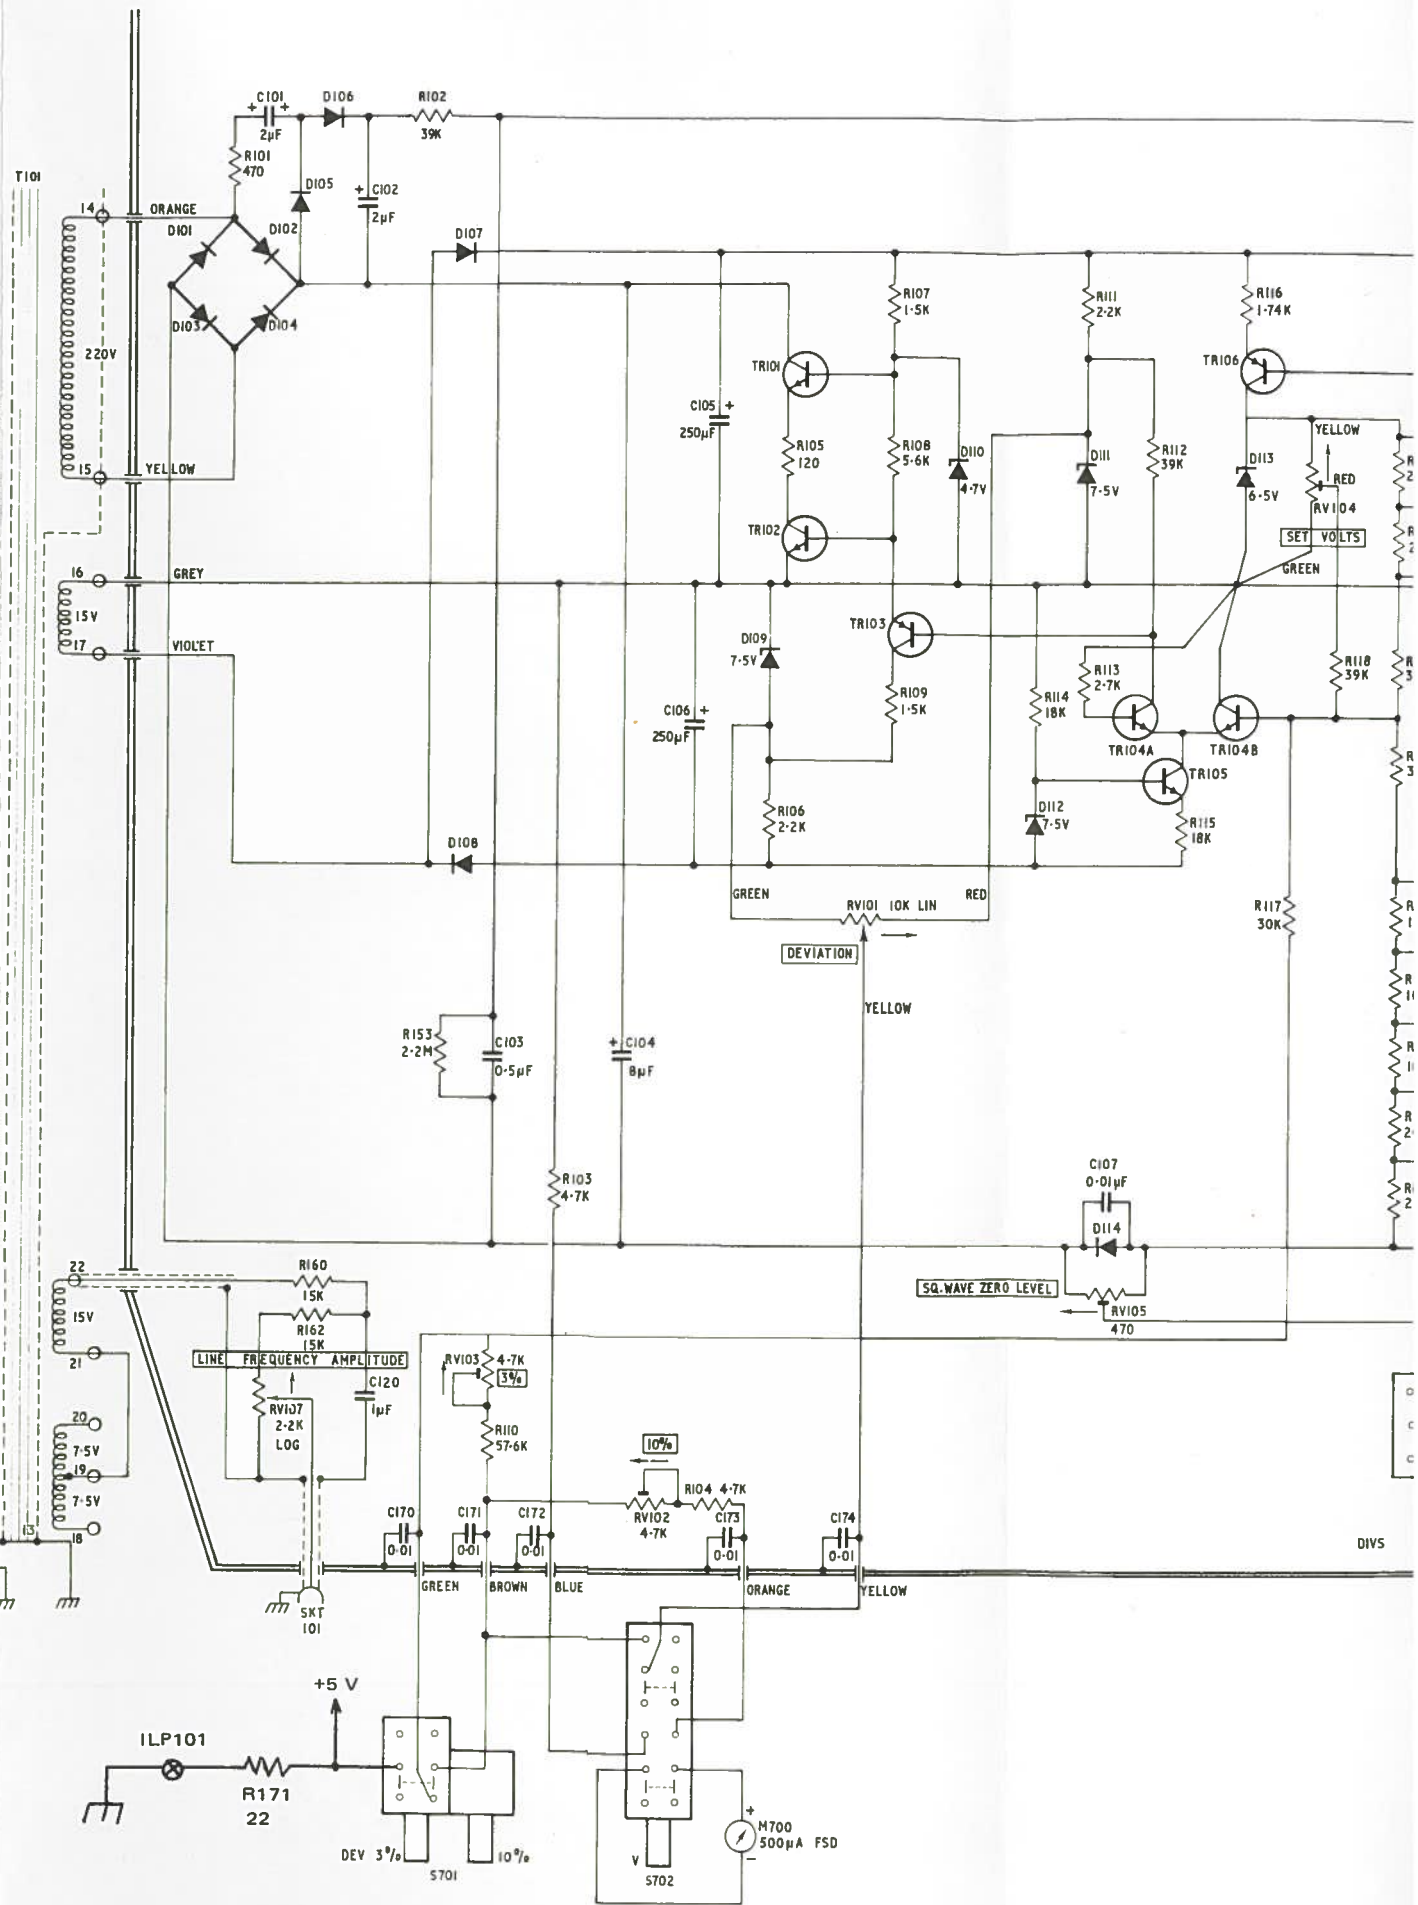 C101
+ +
2µF
D106
R102
39K
R101
470
T101
D105
+ C102
2µF
14
ORANGE
D101
D102
D107
D103
D104
220V
R107
1·5K
R111
2·2K
R116
1·74K
TR101
TR106
C105 +
250µF
R105
120
R108
5·6K
D110
4·7V
D111
7·5V
R112
39K
D113
6·5V
YELLOW
RED
RV104
SET VOLTS
GREEN
15
YELLOW
TR102
16
GREY
15V
17
VIOLET
D109
7·5V
TR103
R109
1·5K
C106 +
250µF
R114
18K
R113
2·7K
TR104A
TR104B
R118
39K
TR105
R106
2·2K
D112
7·5V
R115
18K
D108
GREEN
RV101 10K LIN
RED
R117
30K
DEVIATION
YELLOW
R153
2·2M
C103
0·5µF
+ C104
8µF
R103
4·7K
C107
0·01µF
D114
SQ.WAVE ZERO LEVEL
RV105
470
22
R160
15K
15V
R162
15K
21
LINE FREQUENCY AMPLITUDE
RV103
4·7K
3%
C120
1µF
RV107
2·2K
LOG
R110
57·6K
20
7·5V
19
7·5V
18
13
10%
R104 4·7K
RV102
4·7K
C170
0·01
C171
0·01
C172
0·01
C173
0·01
C174
0·01
DIVS
GREEN
BROWN
BLUE
ORANGE
YELLOW
SKT
101
+5 V
ILP101
R171
22
DEV 3%
10%
S701
V
S702
+
M700
500µA FSD
−